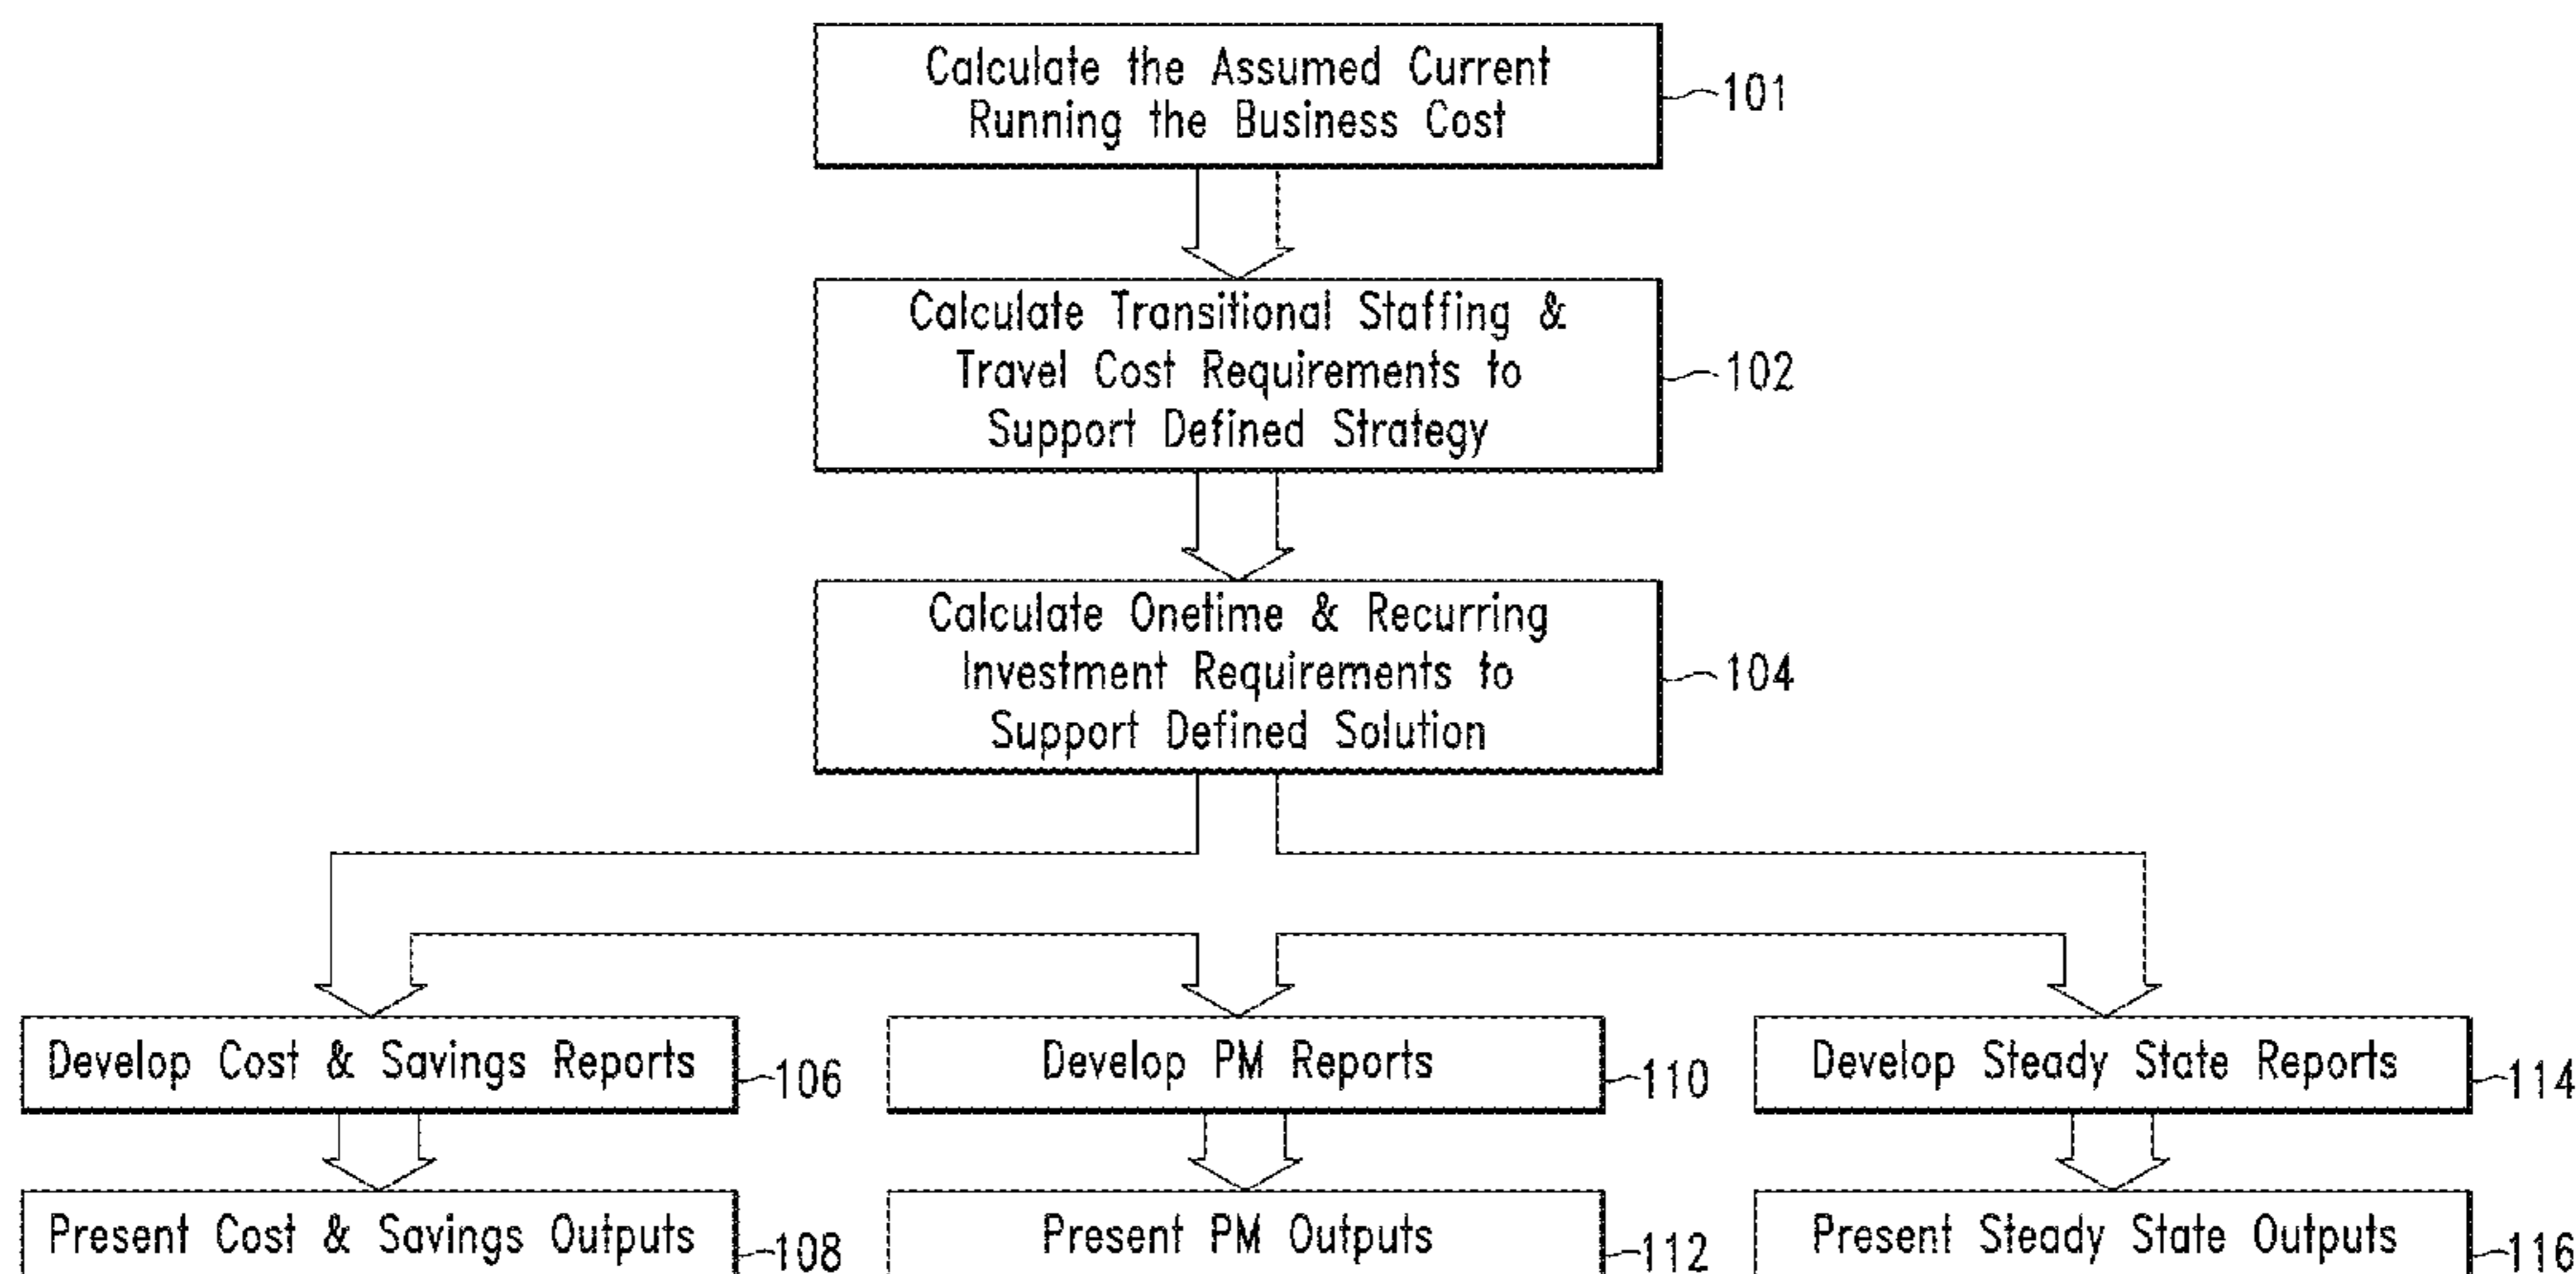 Calculate the Assumed Current
Running the Business Cost
101
Calculate Transitional Staffing &
Travel Cost Requirements to
Support Defined Strategy
102
Calculate Onetime & Recurring
Investment Requirements to
Support Defined Solution
104
Develop Cost & Savings Reports
106
Develop PM Reports
110
Develop Steady State Reports
114
Present Cost & Savings Outputs
108
Present PM Outputs
112
Present Steady State Outputs
116